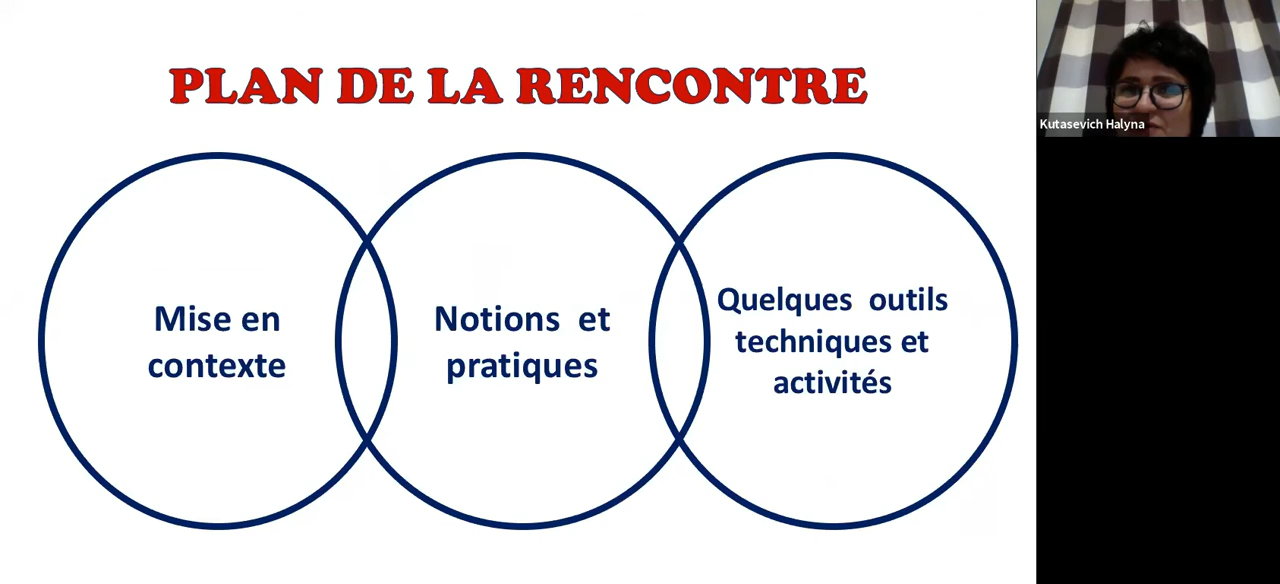 PLAN DE LA RENCONTRE
Kutasevich Halyna
Mise en
contexte
Notions et
pratiques
Quelques outils
techniques et
activités